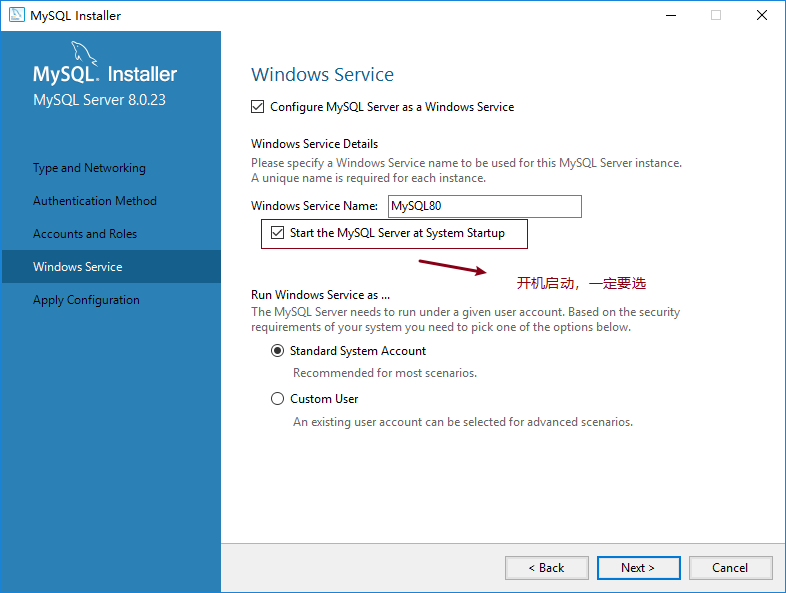 MySQL Installer
MySQL. Installer
MySQL Server 8.0.23
Type and Networking
Authentication Method
Accounts and Roles
Windows Service
Apply Configuration
Windows Service
Configure MySQL Server as a Windows Service
Windows Service Details
Please specify a Windows Service name to be used for this MySQL Server instance.
A unique name is required for each instance.
Windows Service Name: MySQL80
Start the MySQL Server at System Startup
开机启动，一定要选
Run Windows Service as ...
The MySQL Server needs to run under a given user account. Based on the security
requirements of your system you need to pick one of the options below.
Standard System Account
Recommended for most scenarios.
Custom User
An existing user account can be selected for advanced scenarios.
< Back
Next >
Cancel